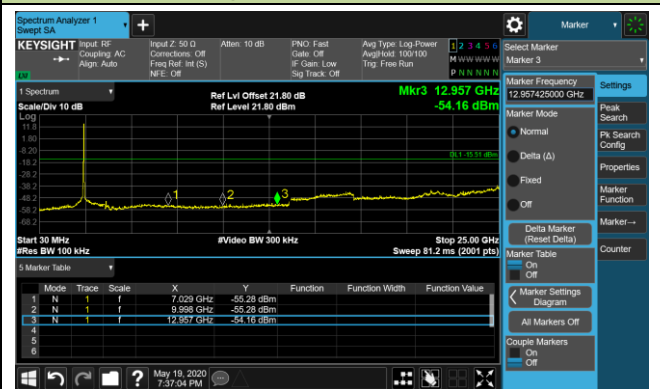 Spectrum Analyzer 1
Swept SA
Marker
KEYSIGHT
Input: RF
Coupling: AC
Align: Auto
Input Z: 50 Ω
Corrections: Off
Freq Ref: Int (S)
NFE: Off
Atten: 10 dB
PNO: Fast
Gate: Off
IF Gain: Low
Sig Track: Off
Avg Type: Log-Power
Avg|Hold: 100/100
Trig: Free Run
1 2 3 4 5 6
M W W W W W
P N N N N N
Select Marker
Marker 3
LXI
1 Spectrum
Scale/Div 10 dB
Ref Lvl Offset 21.80 dB
Ref Level 21.80 dBm
Mkr3 12.957 GHz
-54.16 dBm
Log
11.8
1.80
-8.20
-18.2
-28.2
-38.2
-48.2
-58.2
-68.2
DL1 -15.51 dBm
1
2
3
Start 30 MHz
#Res BW 100 kHz
#Video BW 300 kHz
Stop 25.00 GHz
Sweep 81.2 ms (2001 pts)
5 Marker Table
Mode Trace Scale X Y Function Function Width Function Value
1 N 1 f 7.029 GHz -55.28 dBm
2 N 1 f 9.998 GHz -55.28 dBm
3 N 1 f 12.957 GHz -54.16 dBm
4
5
6
Marker Frequency
12.957425000 GHz
Marker Mode
Normal
Delta (Δ)
Fixed
Off
Delta Marker
(Reset Delta)
Marker Table
On
Off
Marker Settings
Diagram
All Markers Off
Couple Markers
On
Off
Settings
Peak
Search
Pk Search
Config
Properties
Marker
Function
Marker→
Counter
May 19, 2020
7:37:04 PM